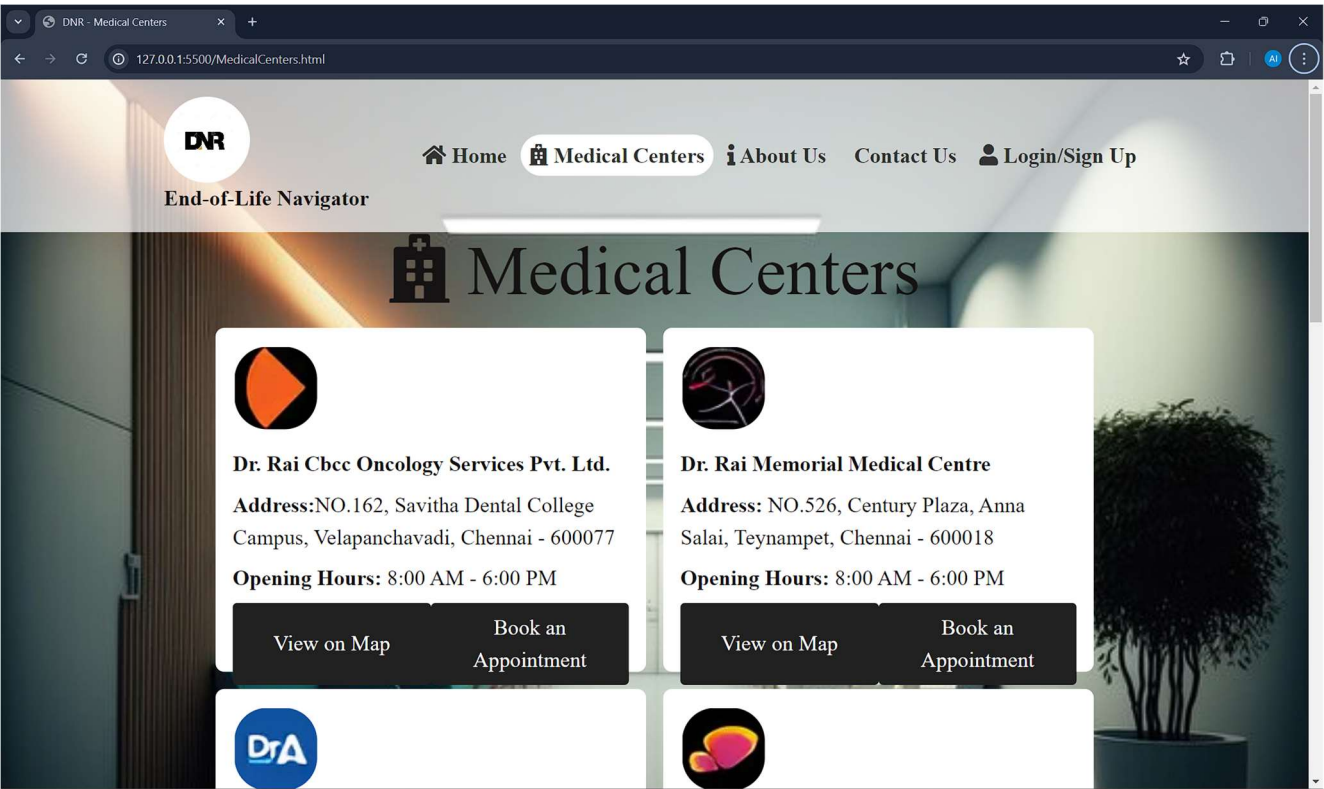 DNR - Medical Centers
127.0.0.1:5500/MedicalCenters.html
AI
DNR
End-of-Life Navigator
Home
Medical Centers
About Us
Contact Us
Login/Sign Up
Medical Centers
Dr. Rai Cbcc Oncology Services Pvt. Ltd.
Address:NO.162, Savitha Dental College
Campus, Velapanchavadi, Chennai - 600077
Opening Hours: 8:00 AM - 6:00 PM
View on Map
Book an
Appointment
Dr. Rai Memorial Medical Centre
Address: NO.526, Century Plaza, Anna
Salai, Teynampet, Chennai - 600018
Opening Hours: 8:00 AM - 6:00 PM
View on Map
Book an
Appointment
DrA